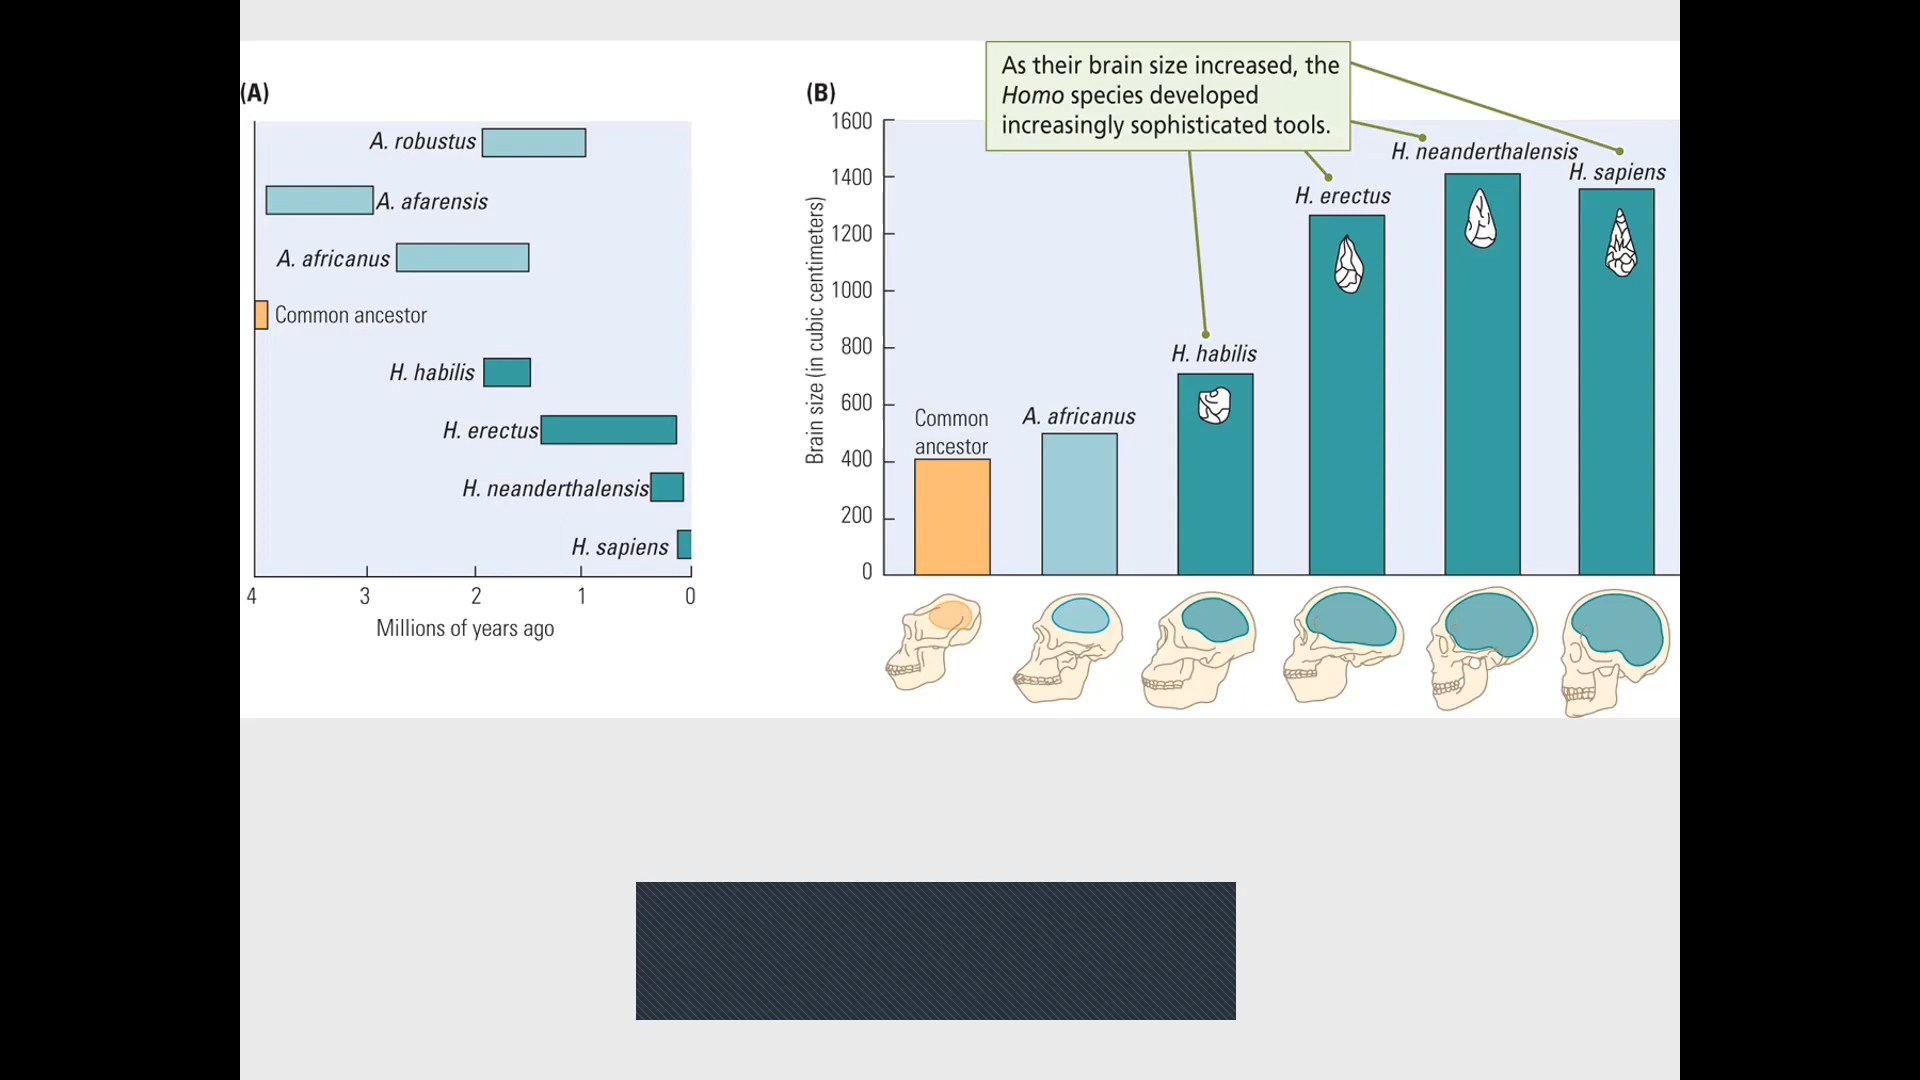 (A)
A. robustus
A. afarensis
A. africanus
Common ancestor
H. habilis
H. erectus
H. neanderthalensis
H. sapiens
4 3 2 1 0
Millions of years ago
(B)
As their brain size increased, the
Homo species developed
increasingly sophisticated tools.
Brain size (in cubic centimeters)
1600
1400
1200
1000
800
600
400
200
0
Common
ancestor
A. africanus
H. habilis
H. erectus
H. neanderthalensis
H. sapiens